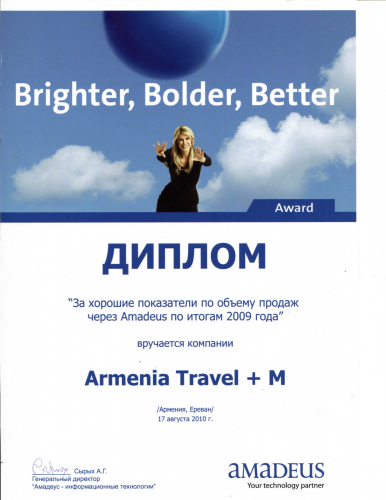 Brighter, Bolder, Better
Award
ДИПЛОМ
"За хорошие показатели по объему продаж
через Amadeus по итогам 2009 года"
вручается компании
Armenia Travel + M
/Армения, Ереван/
17 августа 2010 г.
Сырых А.Г.
Генеральный директор
"Амадеус - информационные технологии"
AMADEUS
Your technology partner